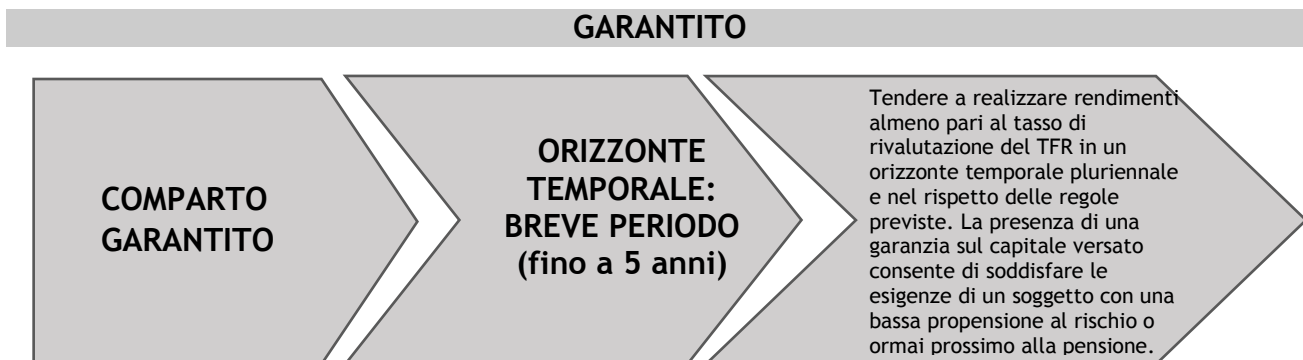 GARANTITO
COMPARTO
GARANTITO
ORIZZONTE
TEMPORALE:
BREVE PERIODO
(fino a 5 anni)
Tendere a realizzare rendimenti
almeno pari al tasso di
rivalutazione del TFR in un
orizzonte temporale pluriennale
e nel rispetto delle regole
previste. La presenza di una
garanzia sul capitale versato
consente di soddisfare le
esigenze di un soggetto con una
bassa propensione al rischio o
ormai prossimo alla pensione.